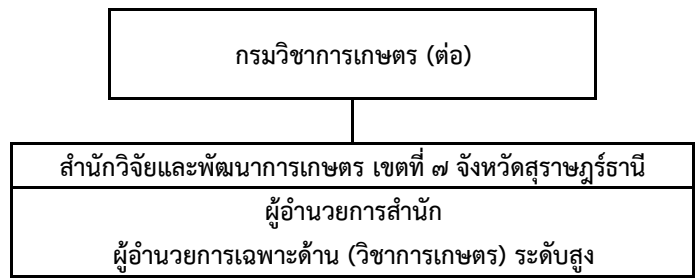 กรมวิชาการเกษตร (ต่อ)
สำนักวิจัยและพัฒนาการเกษตร เขตที่ ๗ จังหวัดสุราษฎร์ธานี
ผู้อำนวยการสำนัก
ผู้อำนวยการเฉพาะด้าน (วิชาการเกษตร) ระดับสูง